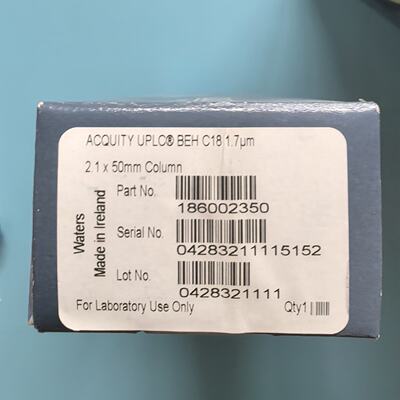 ACQUITY UPLC® BEH C18 1.7µm
2.1 x 50mm Column
Part No.
186002350
Serial No.
04283211115152
Lot No.
0428321111
For Laboratory Use Only
Qty1
Waters
Made in Ireland